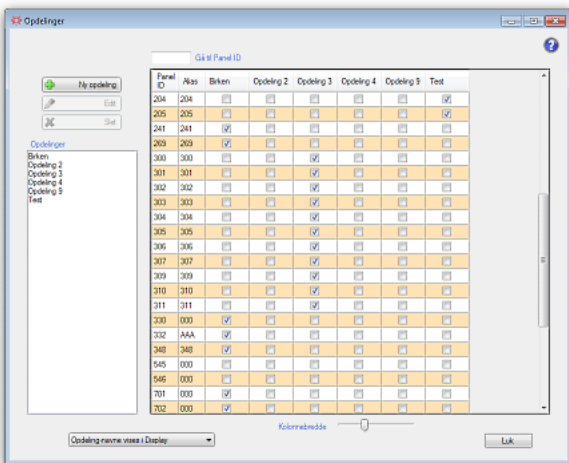 Opdelinger
Gå til Panel ID
Ny opdeling
Edit
Slet
Opdelinger
Birken
Opdeling 2
Opdeling 3
Opdeling 4
Opdeling 9
Test
Panel ID Alias Birken Opdeling 2 Opdeling 3 Opdeling 4 Opdeling 9 Test
204 204
205 205
241 241
269 269
300 300
301 301
302 302
303 303
304 304
305 305
306 306
307 307
309 309
310 310
311 311
330 000
332 AAA
348 348
545 000
546 000
701 000
702 000
Kolonnebredde
Opdeling navne vises i Display
Luk